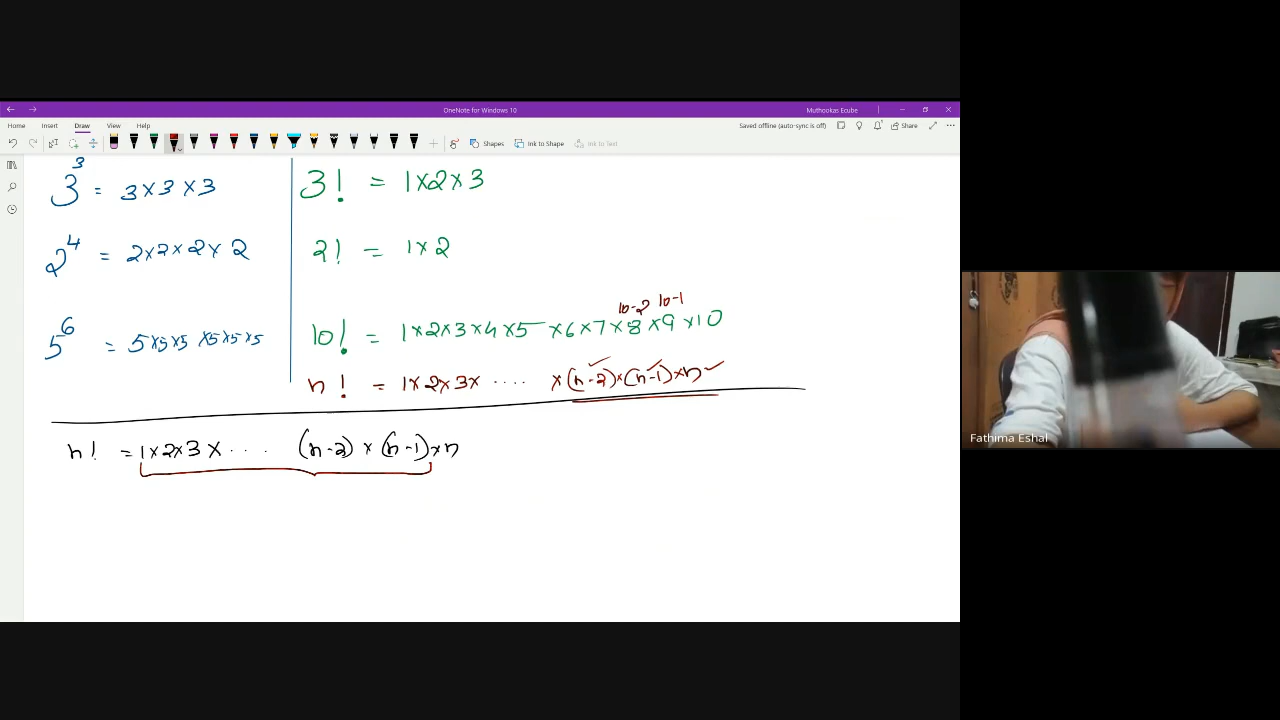 OneNote for Windows 10
Muthookas Ecube
Home Insert Draw View Help
Saved offline (auto-sync is off) Share
Shapes Ink to Shape Ink to Text
3³ = 3×3×3
3! = 1×2×3
2⁴ = 2×2×2×2
2! = 1×2
10-2 10-1
5⁶ = 5×5×5×5×5×5
10! = 1×2×3×4×5×6×7×8×9×10
n! = 1×2×3× .... ×(n-2)×(n-1)×n
n! = 1×2×3×.... (n-2)×(n-1)×n
Fathima Eshal